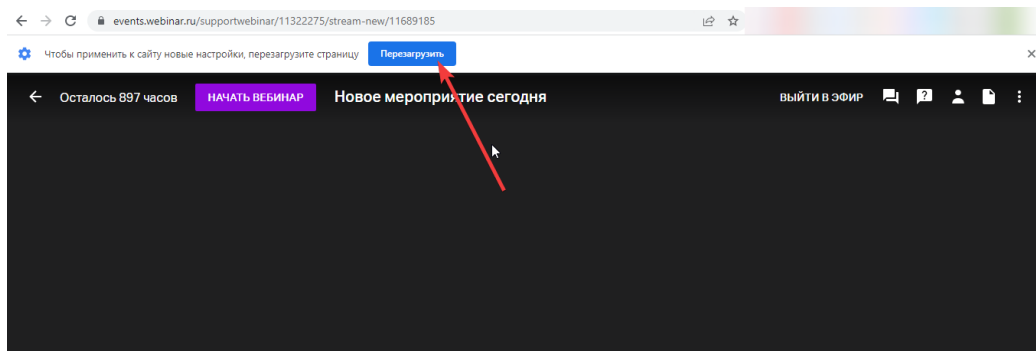 events.webinar.ru/supportwebinar/11322275/stream-new/11689185
Чтобы применить к сайту новые настройки, перезагрузите страницу Перезагрузить
Осталось 897 часов НАЧАТЬ ВЕБИНАР Новое мероприятие сегодня ВЫЙТИ В ЭФИР